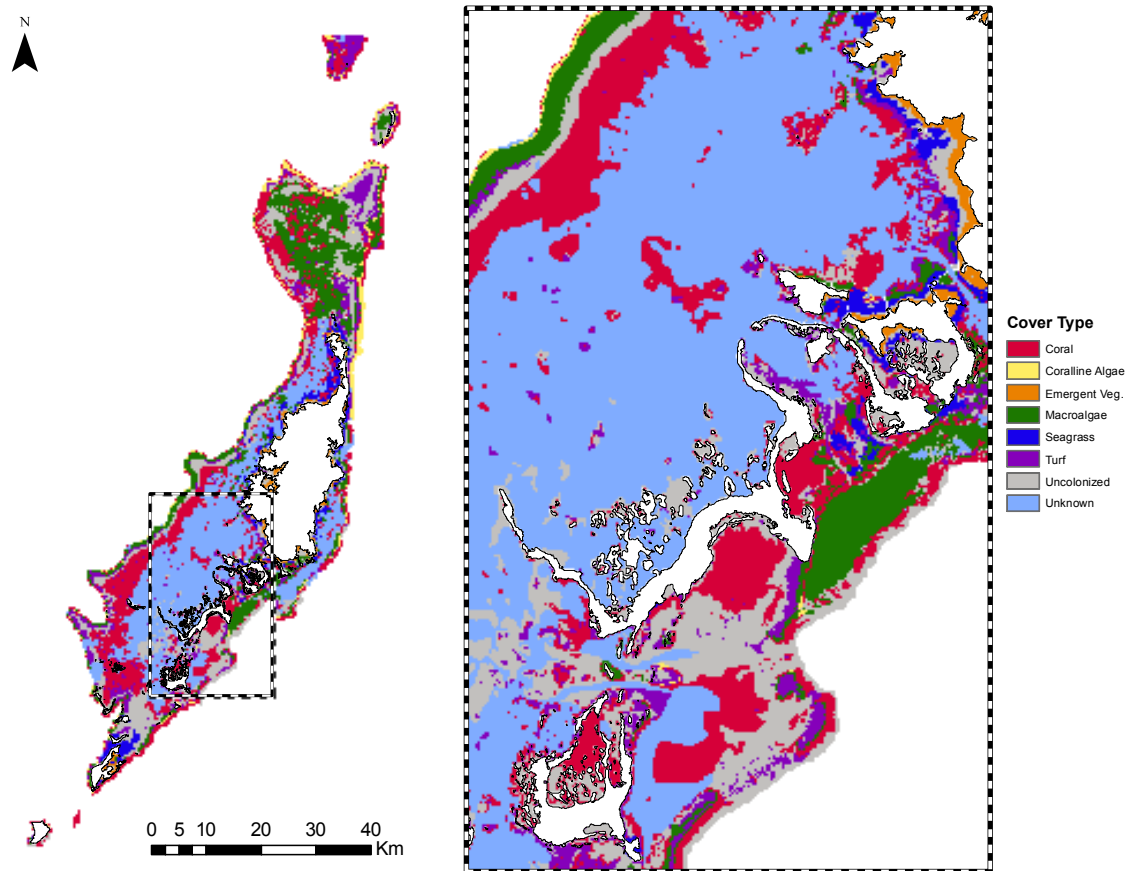 N
Cover Type
Coral
Coralline Algae
Emergent Veg.
Macroalgae
Seagrass
Turf
Uncolonized
Unknown
0 5 10 20 30 40 Km